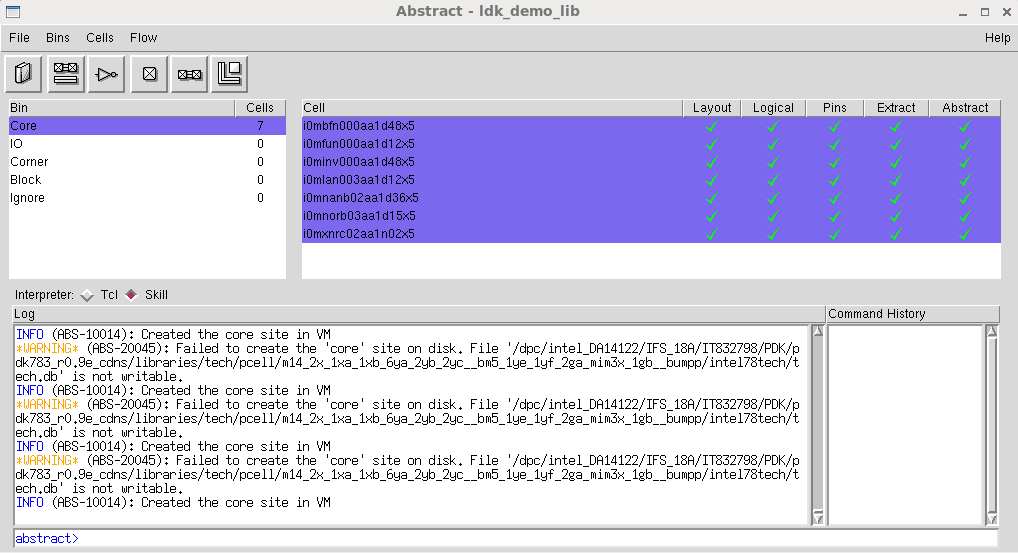 Abstract - ldk_demo_lib
File Bins Cells Flow Help
Bin Cells
Core 7
IO 0
Corner 0
Block 0
Ignore 0
Cell Layout Logical Pins Extract Abstract
i0mbfn000aa1d48x5
i0mfun000aa1d12x5
i0minv000aa1d48x5
i0mlan003aa1d12x5
i0mnanb02aa1d36x5
i0mnorb03aa1d15x5
i0mxnrc02aa1n02x5
Interpreter: Tcl Skill
Log
INFO (ABS-10014): Created the core site in VM
*WARNING* (ABS-20045): Failed to create the 'core' site on disk. File '/dpc/intel_DA14122/IFS_18A/IT832798/PDK/p
dk783_r0.9e_cdns/libraries/tech/pcell/m14_2x_1xa_1xb_6ya_2yb_2yc__bm5_1ye_1yf_2ga_mim3x_1gb__bumpp/intel78tech/t
ech.db' is not writable.
INFO (ABS-10014): Created the core site in VM
*WARNING* (ABS-20045): Failed to create the 'core' site on disk. File '/dpc/intel_DA14122/IFS_18A/IT832798/PDK/p
dk783_r0.9e_cdns/libraries/tech/pcell/m14_2x_1xa_1xb_6ya_2yb_2yc__bm5_1ye_1yf_2ga_mim3x_1gb__bumpp/intel78tech/t
ech.db' is not writable.
INFO (ABS-10014): Created the core site in VM
*WARNING* (ABS-20045): Failed to create the 'core' site on disk. File '/dpc/intel_DA14122/IFS_18A/IT832798/PDK/p
dk783_r0.9e_cdns/libraries/tech/pcell/m14_2x_1xa_1xb_6ya_2yb_2yc__bm5_1ye_1yf_2ga_mim3x_1gb__bumpp/intel78tech/t
ech.db' is not writable.
INFO (ABS-10014): Created the core site in VM
Command History
abstract>